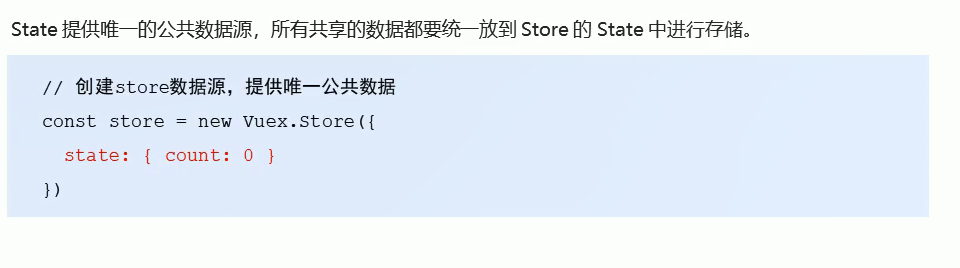 State 提供唯一的公共数据源，所有共享的数据都要统一放到 Store 的 State 中进行存储。
// 创建store数据源，提供唯一公共数据
const store = new Vuex.Store({
state: { count: 0 }
})